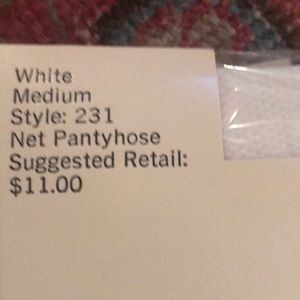 White
Medium
Style: 231
Net Pantyhose
Suggested Retail:
$11.00